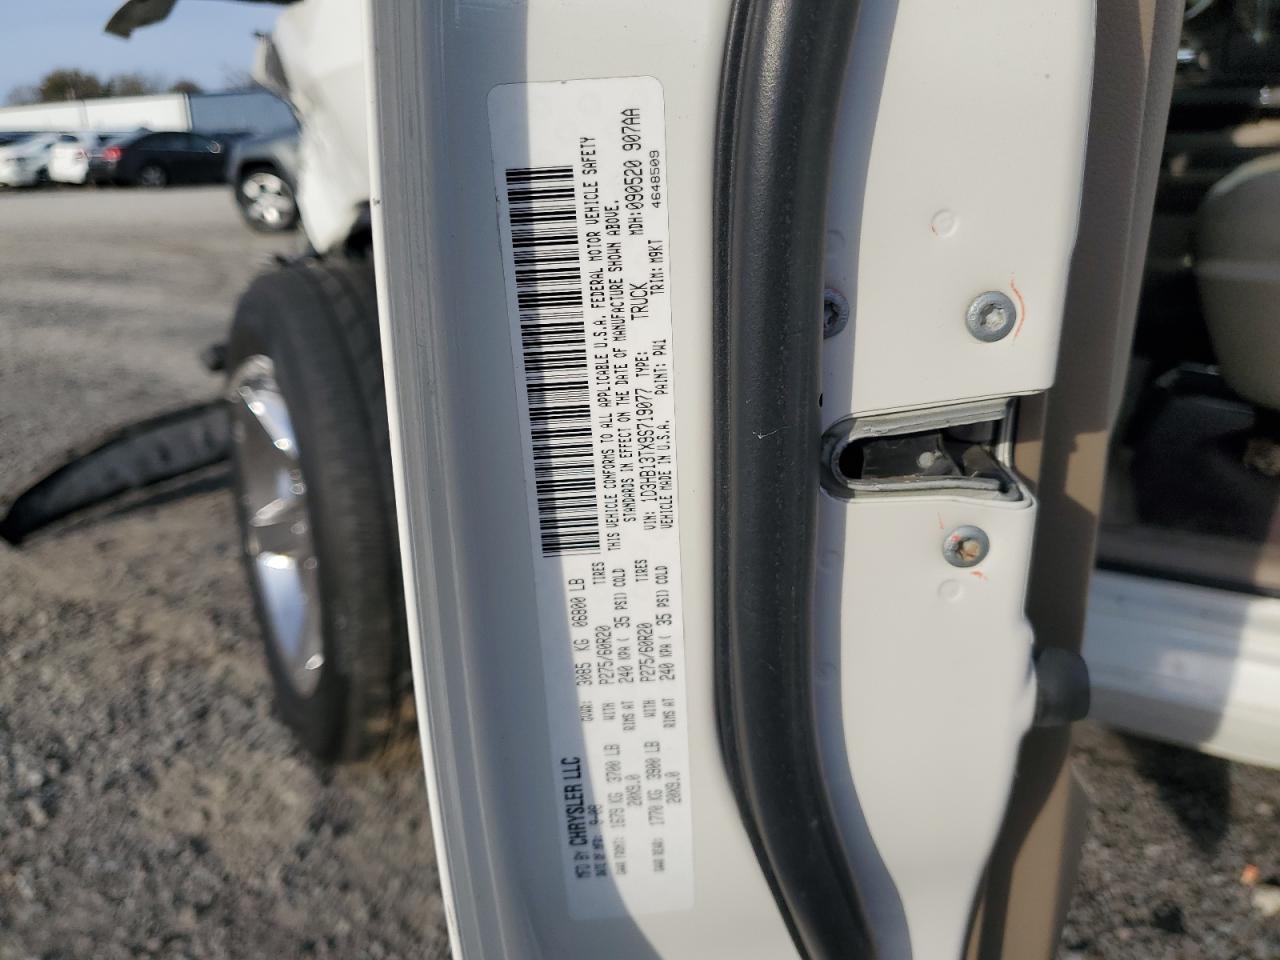 MFD BY CHRYSLER LLC
DATE OF MFG: 9-08 GVWR: 3085 KG 06800 LB
GAWR FRONT: 1679 KG 3700 LB WITH P275/60R20 TIRES
20X9.0 RIMS AT 240 KPA ( 35 PSI) COLD
GAWR REAR: 1770 KG 3900 LB WITH P275/60R20 TIRES
20X9.0 RIMS AT 240 KPA ( 35 PSI) COLD
THIS VEHICLE CONFORMS TO ALL APPLICABLE U.S.A. FEDERAL MOTOR VEHICLE SAFETY
STANDARDS IN EFFECT ON THE DATE OF MANUFACTURE SHOWN ABOVE.
VIN: 1D3HB13TX9S719077 TYPE: TRUCK MDH:090520 907AA
VEHICLE MADE IN U.S.A. PAINT: PW1 TRIM: M9KT 4648509